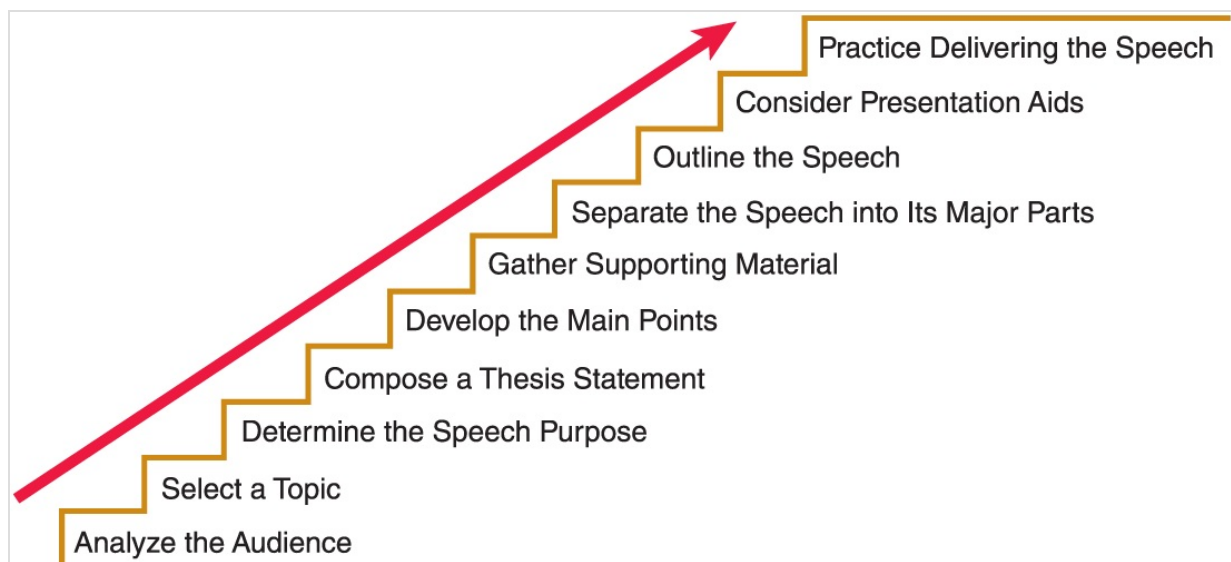 Practice Delivering the Speech
Consider Presentation Aids
Outline the Speech
Separate the Speech into Its Major Parts
Gather Supporting Material
Develop the Main Points
Compose a Thesis Statement
Determine the Speech Purpose
Select a Topic
Analyze the Audience